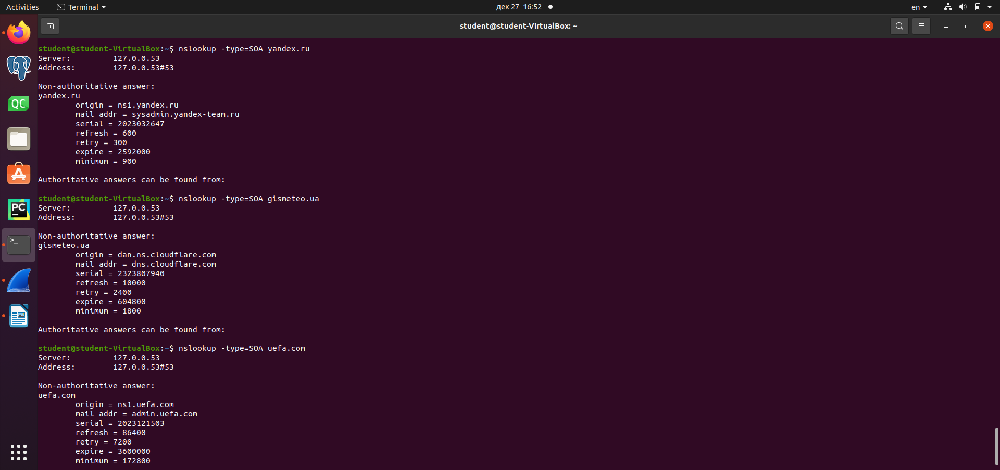 Activities
Terminal
дек 27 16:52
en
student@student-VirtualBox: ~
student@student-VirtualBox:~$ nslookup -type=SOA yandex.ru
Server:		127.0.0.53
Address:	127.0.0.53#53
Non-authoritative answer:
yandex.ru
origin = ns1.yandex.ru
mail addr = sysadmin.yandex-team.ru
serial = 2023032647
refresh = 600
retry = 300
expire = 2592000
minimum = 900
Authoritative answers can be found from:
student@student-VirtualBox:~$ nslookup -type=SOA gismeteo.ua
Server:		127.0.0.53
Address:	127.0.0.53#53
Non-authoritative answer:
gismeteo.ua
origin = dan.ns.cloudflare.com
mail addr = dns.cloudflare.com
serial = 2323807940
refresh = 10000
retry = 2400
expire = 604800
minimum = 1800
Authoritative answers can be found from:
student@student-VirtualBox:~$ nslookup -type=SOA uefa.com
Server:		127.0.0.53
Address:	127.0.0.53#53
Non-authoritative answer:
uefa.com
origin = ns1.uefa.com
mail addr = admin.uefa.com
serial = 2023121503
refresh = 86400
retry = 7200
expire = 3600000
minimum = 172800
QC
PC
>_